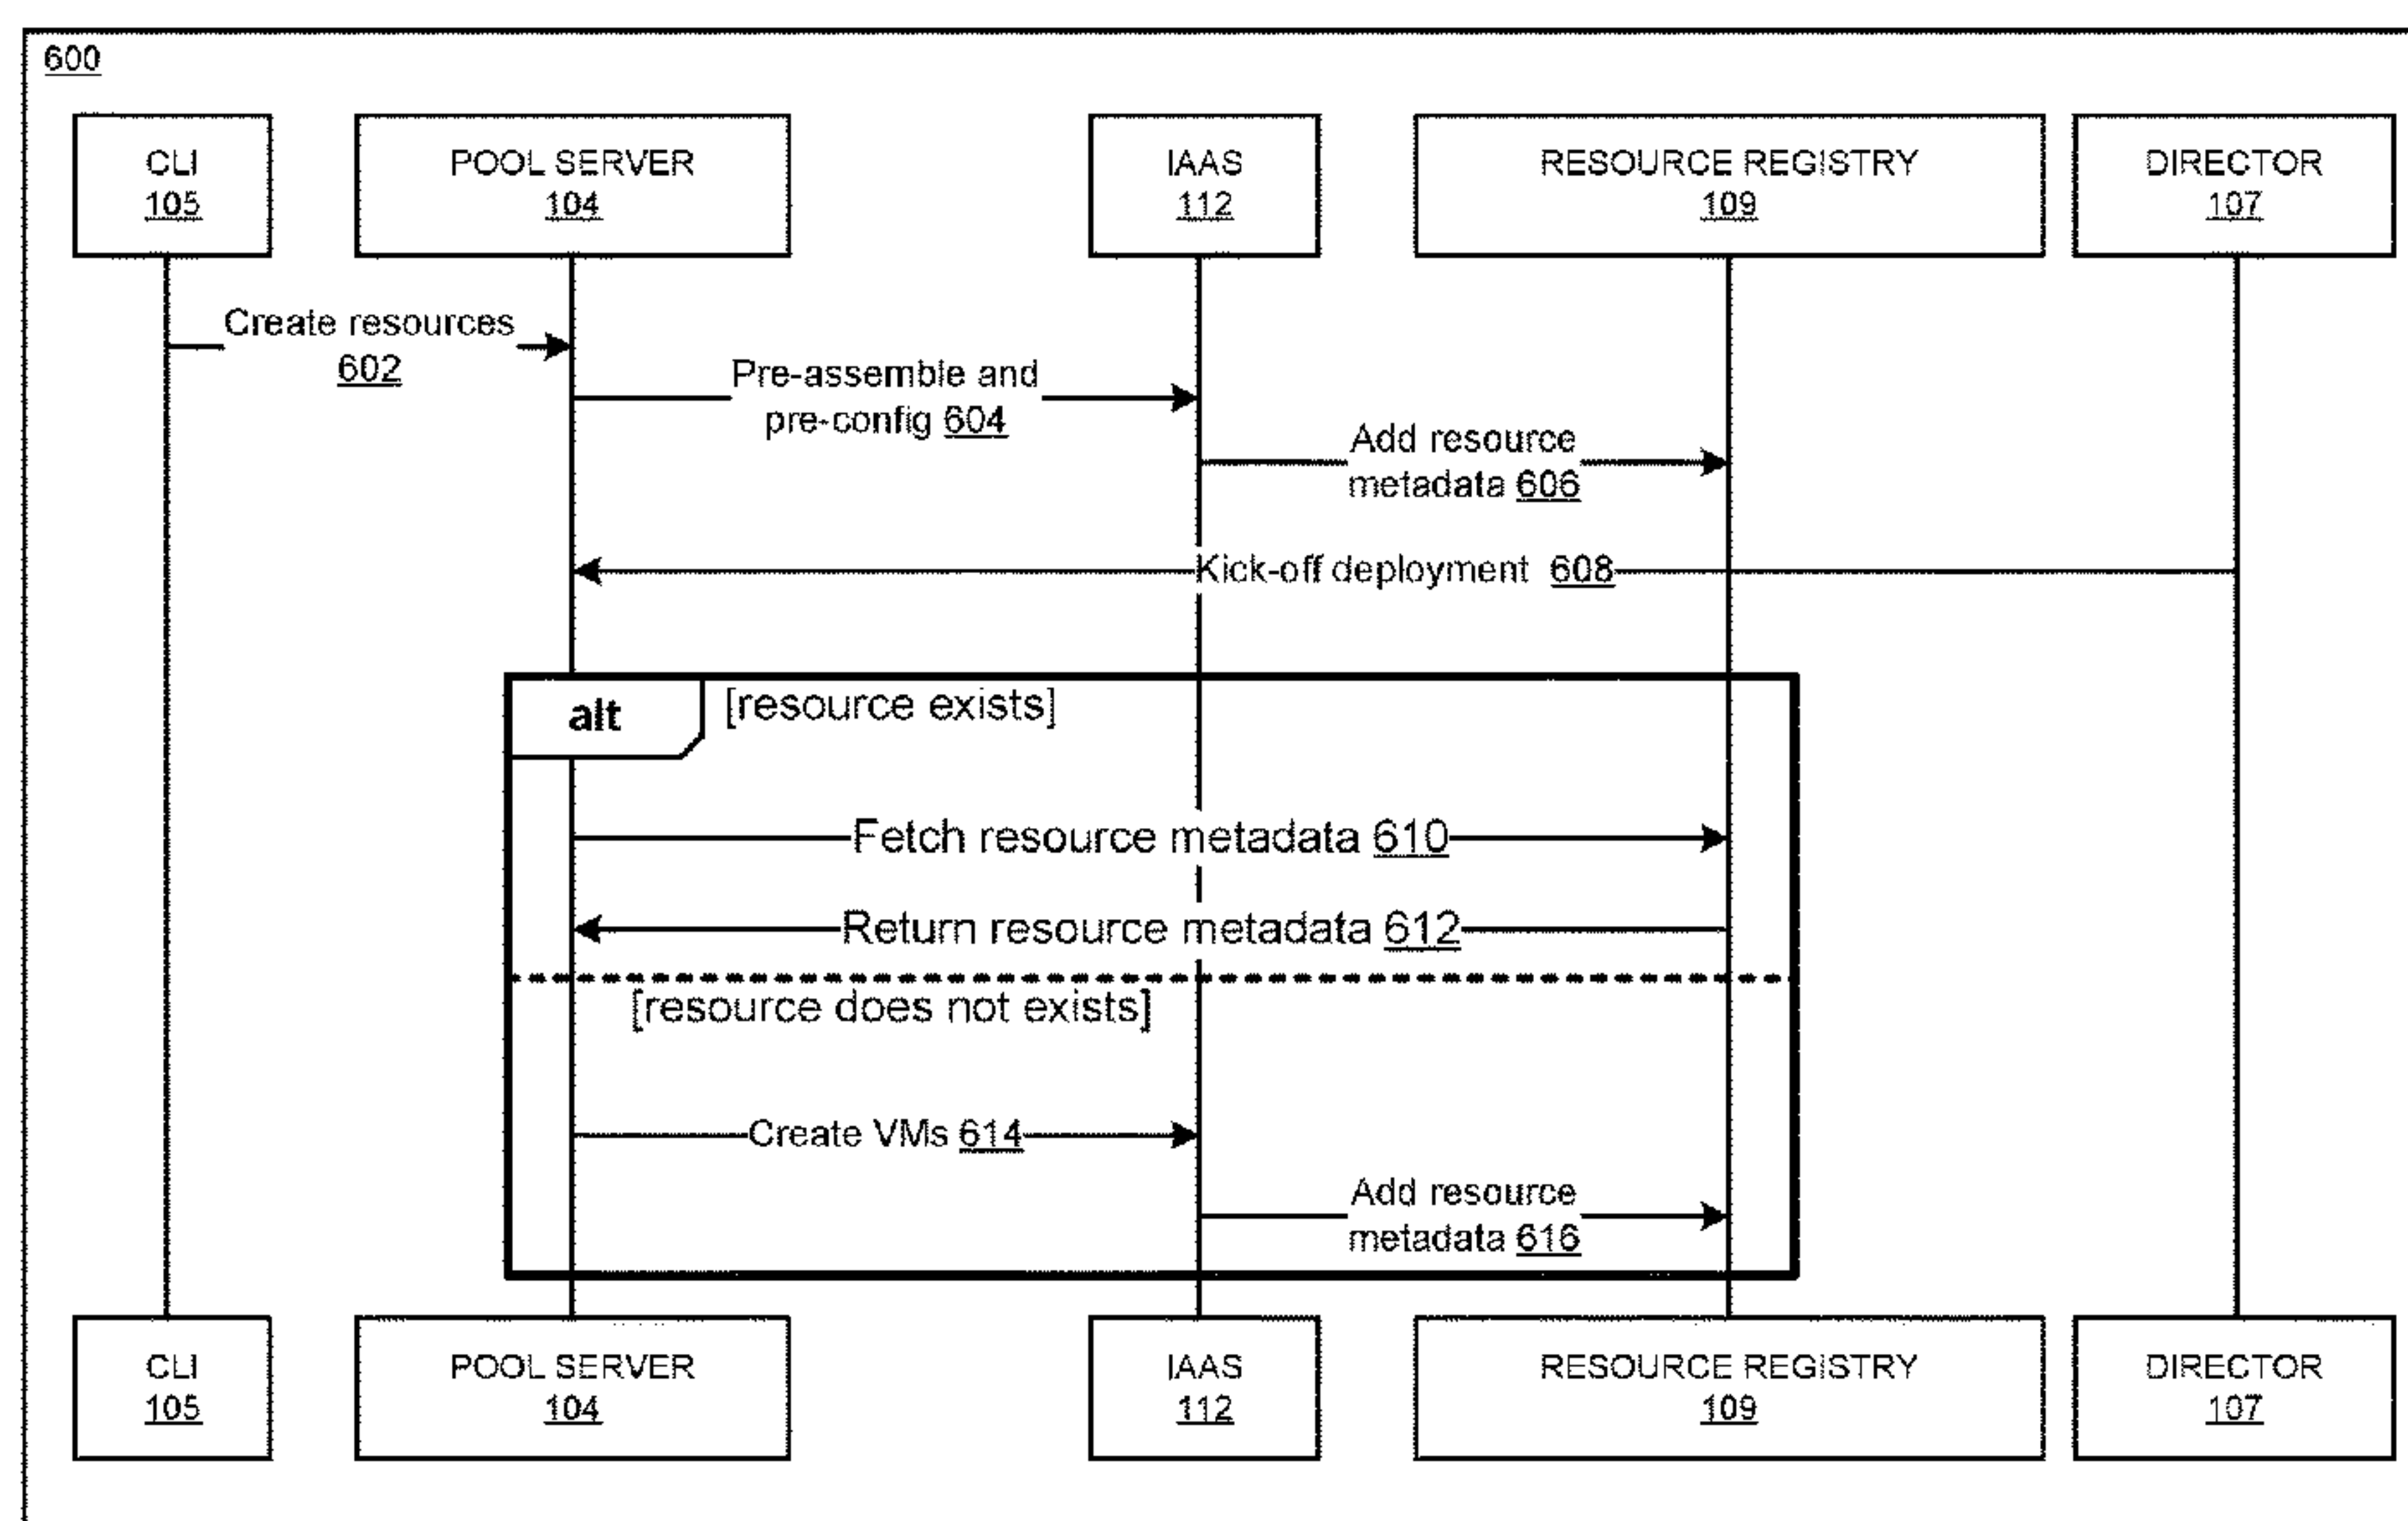 600
CLI
105
POOL SERVER
104
IAAS
112
RESOURCE REGISTRY
109
DIRECTOR
107
Create resources
602
Pre-assemble and
pre-config 604
Add resource
metadata 606
Kick-off deployment 608
alt
[resource exists]
Fetch resource metadata 610
Return resource metadata 612
[resource does not exists]
Create VMs 614
Add resource
metadata 616
CLI
105
POOL SERVER
104
IAAS
112
RESOURCE REGISTRY
109
DIRECTOR
107